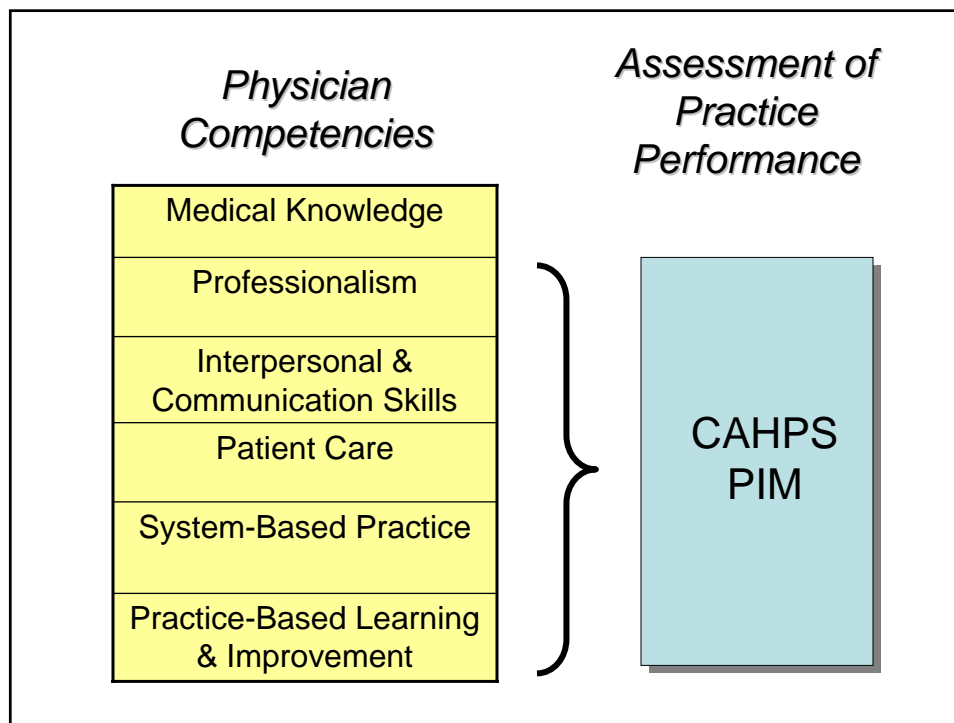 Physician
Competencies
Assessment of
Practice
Performance
Medical Knowledge
Professionalism
Interpersonal &
Communication Skills
Patient Care
System-Based Practice
Practice-Based Learning
& Improvement
CAHPS
PIM